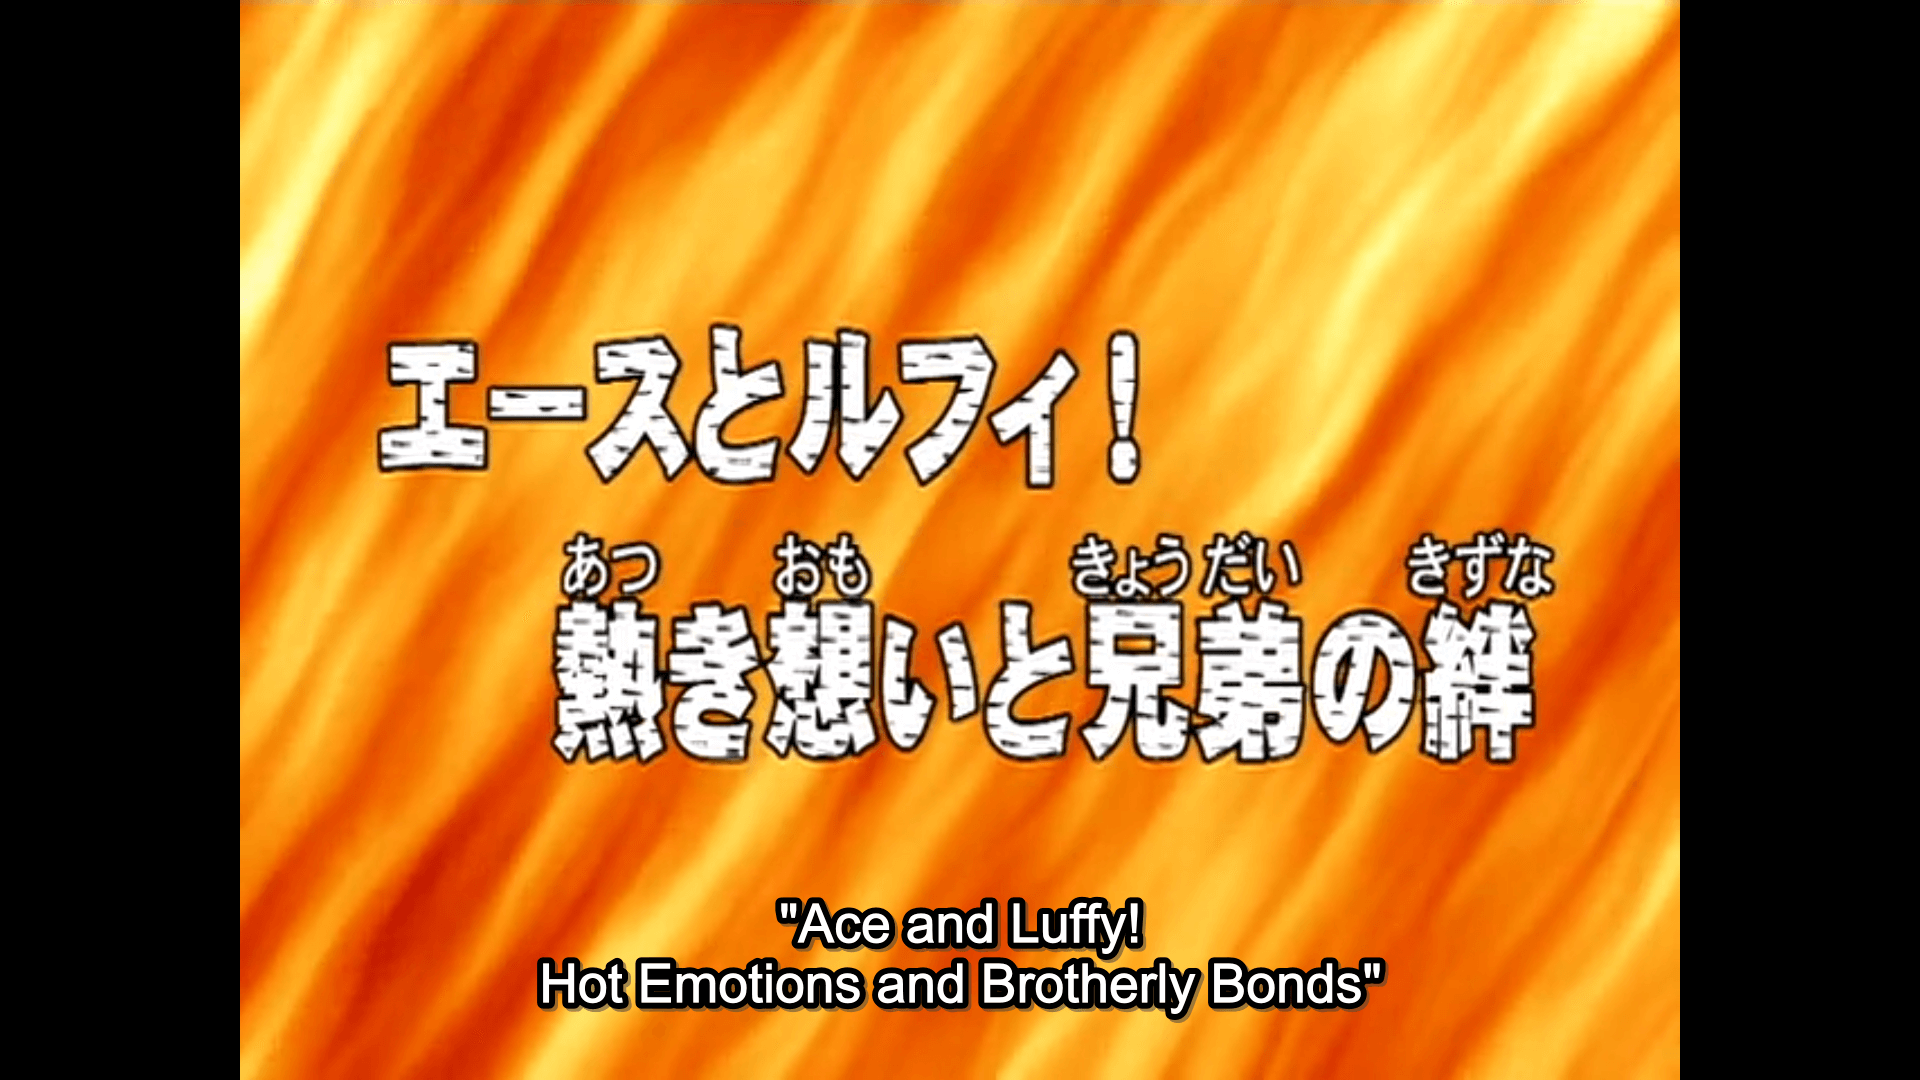 エースとルフィ!
あつ おも きょうだい きずな
熱き想いと兄弟の絆
"Ace and Luffy!
Hot Emotions and Brotherly Bonds"